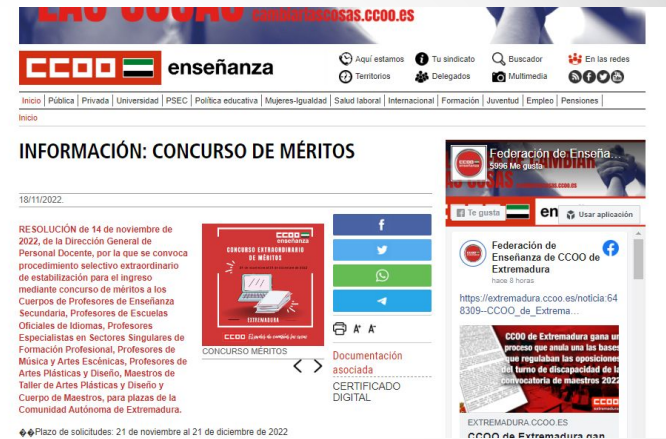 LAS COSAS cambiarlascosas.ccoo.es
CCOO enseñanza
Aquí estamos Tu sindicato Buscador En las redes
Territorios Delegados Multimedia
Inicio | Pública | Privada | Universidad | PSEC | Política educativa | Mujeres-Igualdad | Salud laboral | Internacional | Formación | Juventud | Empleo | Pensiones |
Inicio
INFORMACIÓN: CONCURSO DE MÉRITOS
18/11/2022.
RESOLUCIÓN de 14 noviembre de
2022, de la Dirección General de
Personal Docente, por la que se convoca
procedimiento selectivo extraordinario
de estabilización para el ingreso
mediante concurso de méritos a los
Cuerpos de Profesores de Enseñanza
Secundaria, Profesores de Escuelas
Oficiales de Idiomas, Profesores
Especialistas en Sectores Singulares de
Formación Profesional, Profesores de
Música y Artes Escénicas, Profesores de
Artes Plásticas y Diseño, Maestros de
Taller de Artes Plásticas y Diseño y
Cuerpo de Maestros, para plazas de la
Comunidad Autónoma de Extremadura.
��Plazo de solicitudes: 21 de noviembre al 21 de diciembre de 2022
CCOO
enseñanza
CONCURSO EXTRAORDINARIO
DE MÉRITOS
EXTREMADURA
CCOO
CONCURSO MÉRITOS
A+ A-
Documentación
asociada
CERTIFICADO
DIGITAL
Federación de Enseña...
5996 Me gusta
Te gusta
en
Usar aplicación
Federación de
Enseñanza de CCOO de
Extremadura
hace 8 horas
https://extremadura.ccoo.es/noticia:64
8309--CCOO_de_Extrema...
CCOO de Extremadura gana un
proceso que anula una las bases
que regulaban las oposiciones
del turno de discapacidad de la
convocatoria de maestros 2022
CCOO
EXTREMADURA.CCOO.ES
CCOO de Extremadura gan